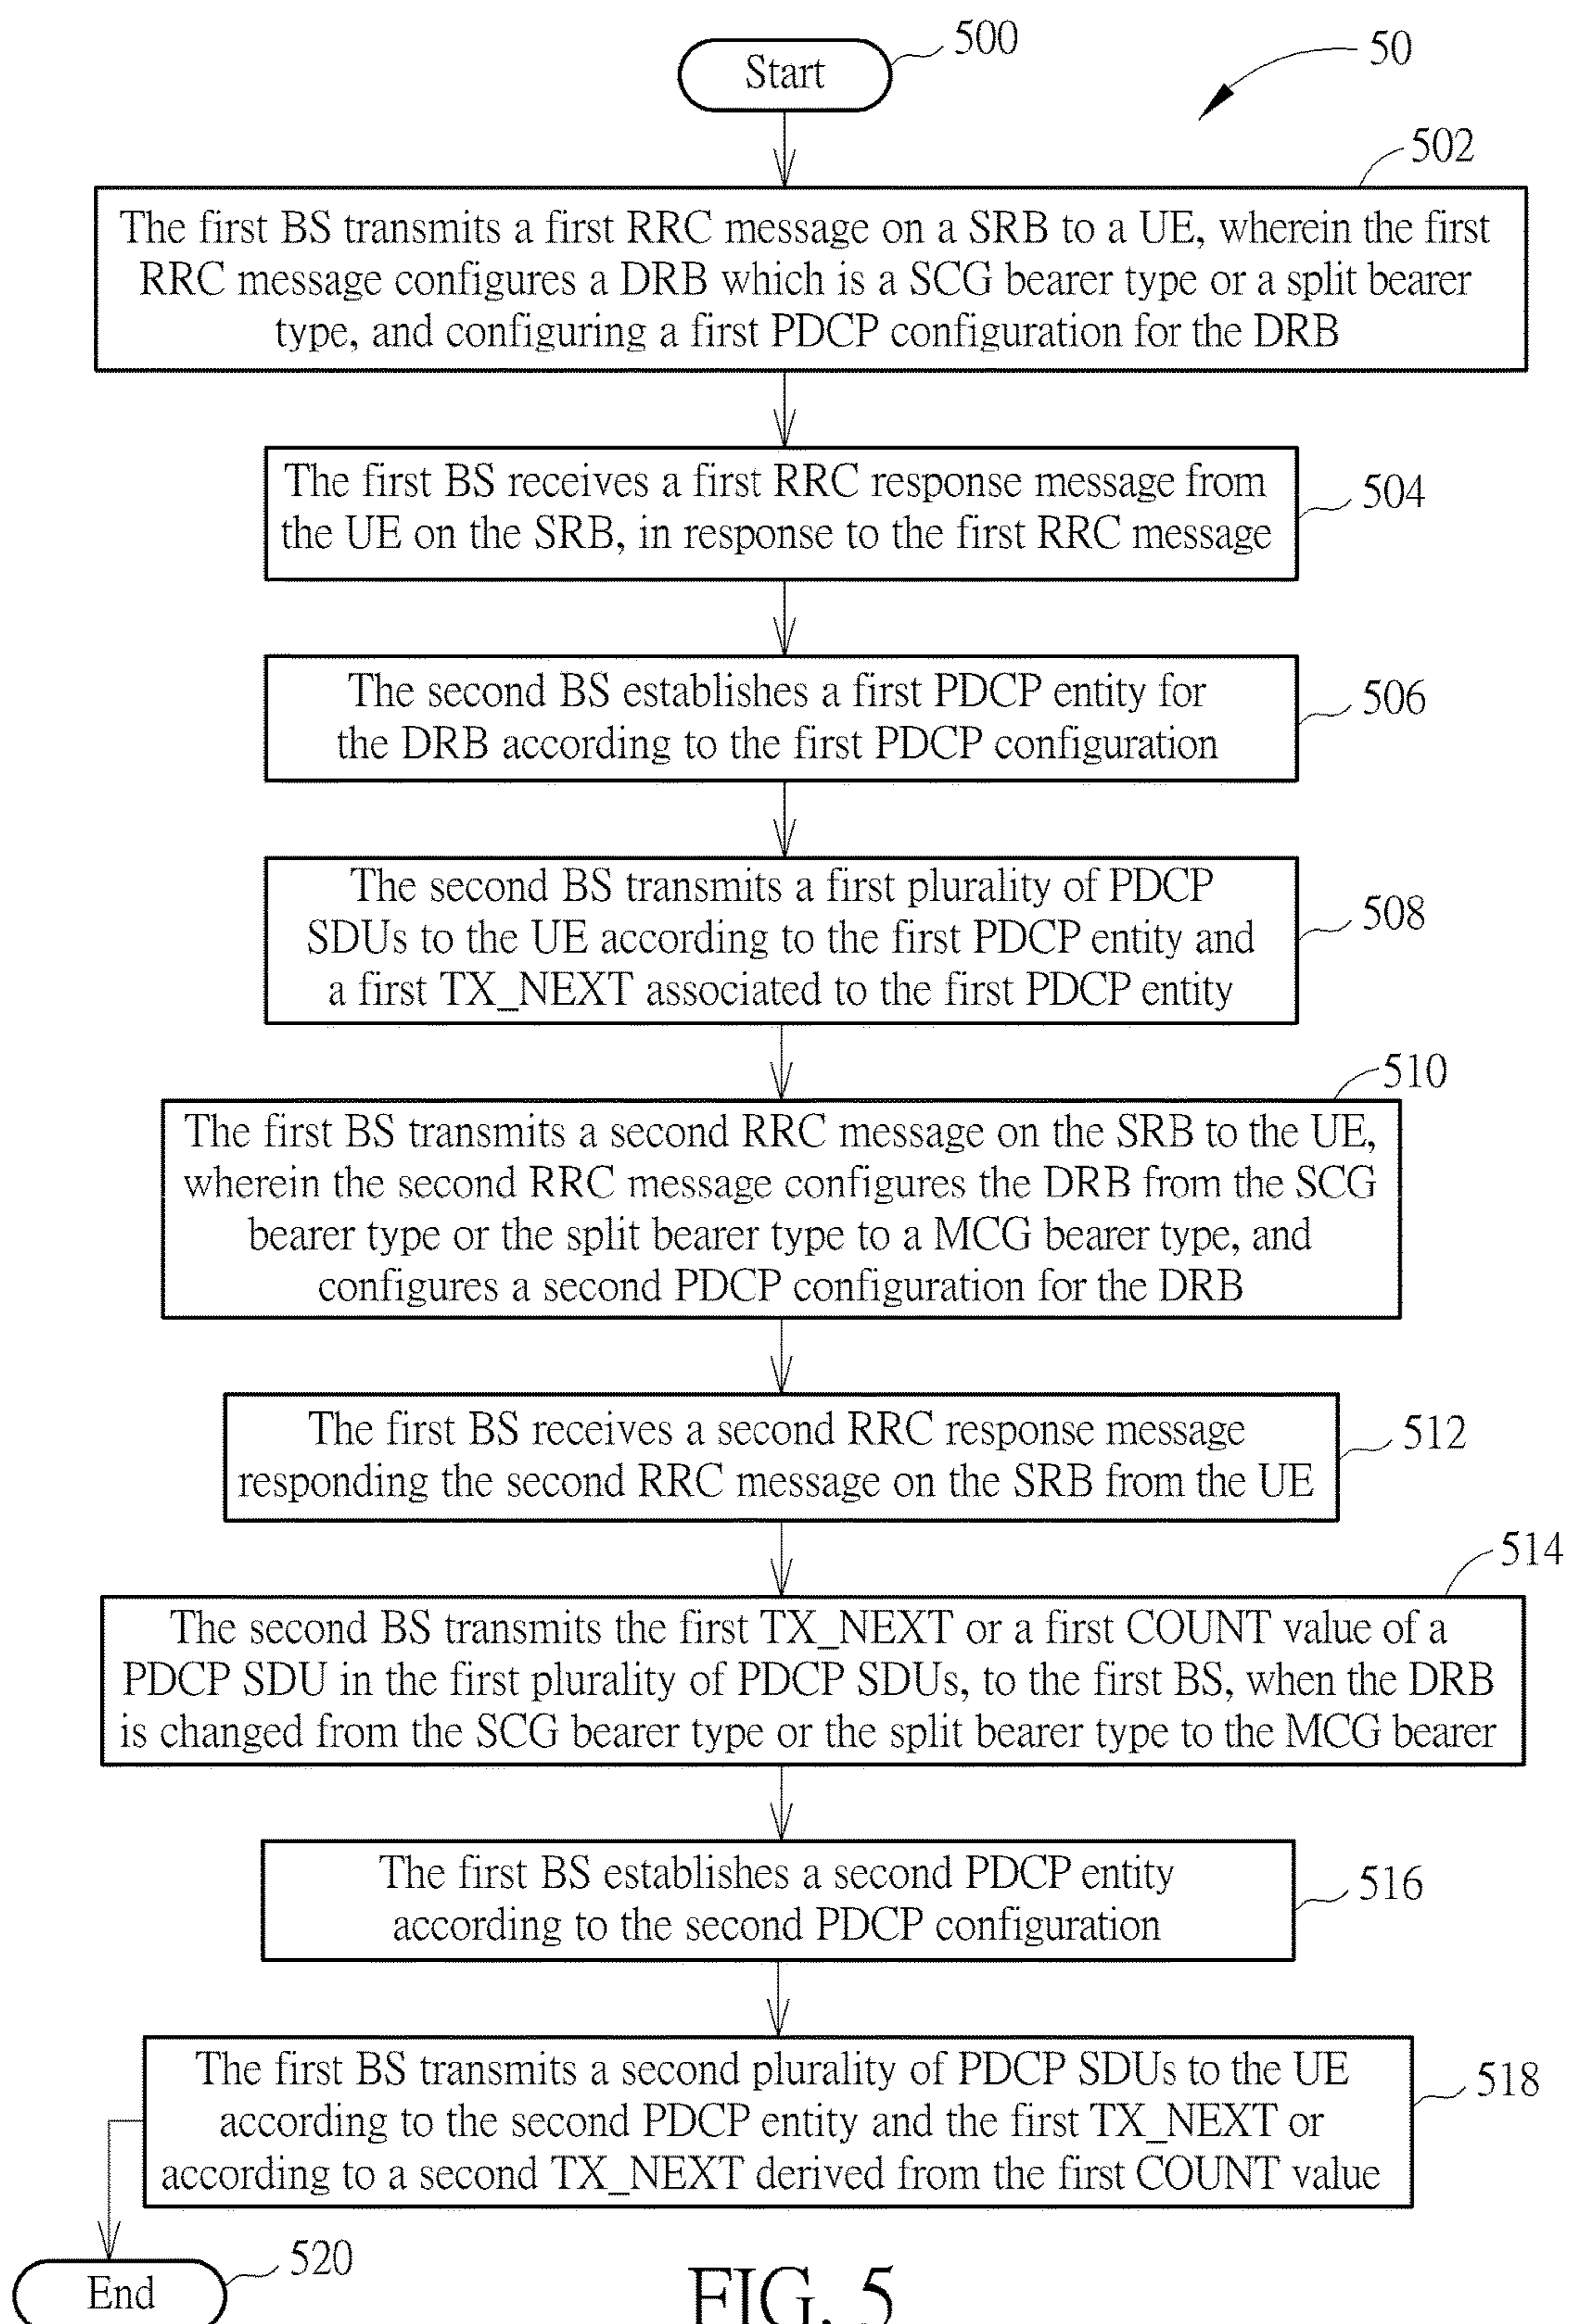 Start
500
50
502
The first BS transmits a first RRC message on a SRB to a UE, wherein the first
RRC message configures a DRB which is a SCG bearer type or a split bearer
type, and configuring a first PDCP configuration for the DRB
The first BS receives a first RRC response message from
the UE on the SRB, in response to the first RRC message
504
The second BS establishes a first PDCP entity for
the DRB according to the first PDCP configuration
506
The second BS transmits a first plurality of PDCP
SDUs to the UE according to the first PDCP entity and
a first TX_NEXT associated to the first PDCP entity
508
510
The first BS transmits a second RRC message on the SRB to the UE,
wherein the second RRC message configures the DRB from the SCG
bearer type or the split bearer type to a MCG bearer type, and
configures a second PDCP configuration for the DRB
The first BS receives a second RRC response message
responding the second RRC message on the SRB from the UE
512
514
The second BS transmits the first TX_NEXT or a first COUNT value of a
PDCP SDU in the first plurality of PDCP SDUs, to the first BS, when the DRB
is changed from the SCG bearer type or the split bearer type to the MCG bearer
The first BS establishes a second PDCP entity
according to the second PDCP configuration
516
The first BS transmits a second plurality of PDCP SDUs to the UE
according to the second PDCP entity and the first TX_NEXT or
according to a second TX_NEXT derived from the first COUNT value
518
End
520
FIG. 5